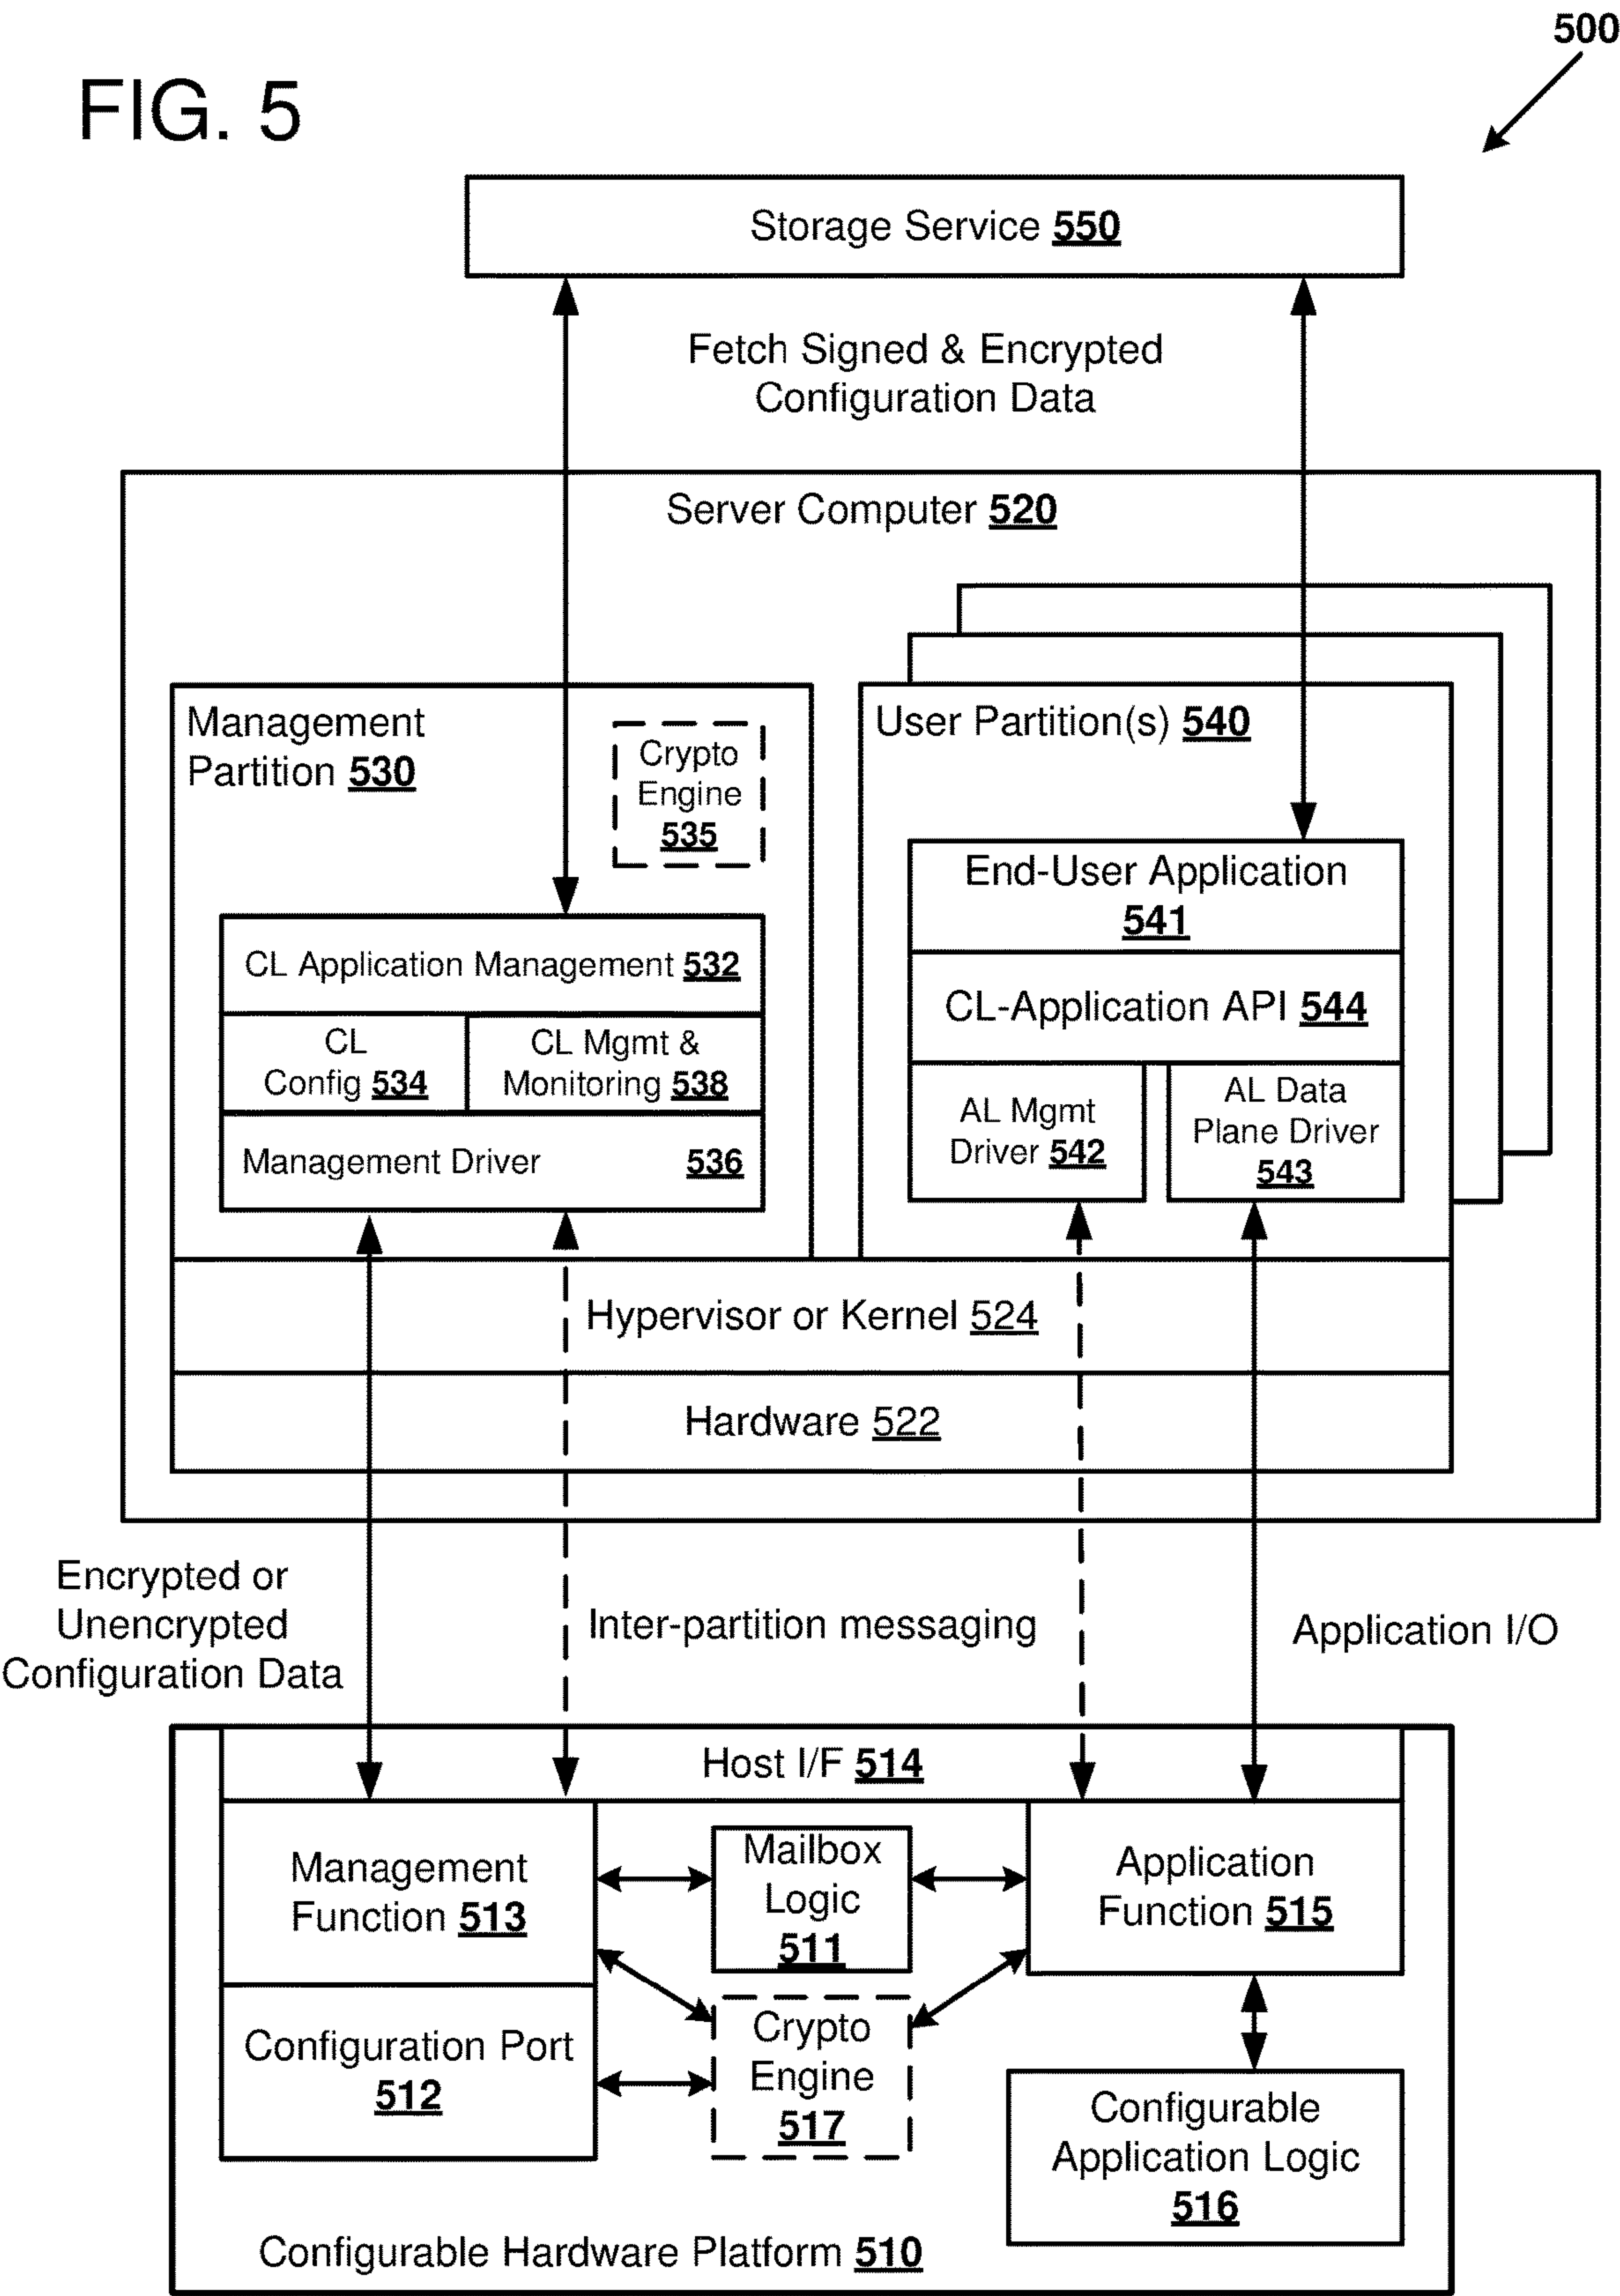 500
FIG. 5
Storage Service 550
Fetch Signed & Encrypted
Configuration Data
Server Computer 520
Management
Partition 530
Crypto
Engine
535
User Partition(s) 540
End-User Application
541
CL Application Management 532
CL-Application API 544
CL
Config 534
CL Mgmt &
Monitoring 538
AL Mgmt
Driver 542
AL Data
Plane Driver
543
Management Driver 536
Hypervisor or Kernel 524
Hardware 522
Encrypted or
Unencrypted
Configuration Data
Inter-partition messaging
Application I/O
Host I/F 514
Management
Function 513
Mailbox
Logic
511
Application
Function 515
Configuration Port
512
Crypto
Engine
517
Configurable
Application Logic
516
Configurable Hardware Platform 510